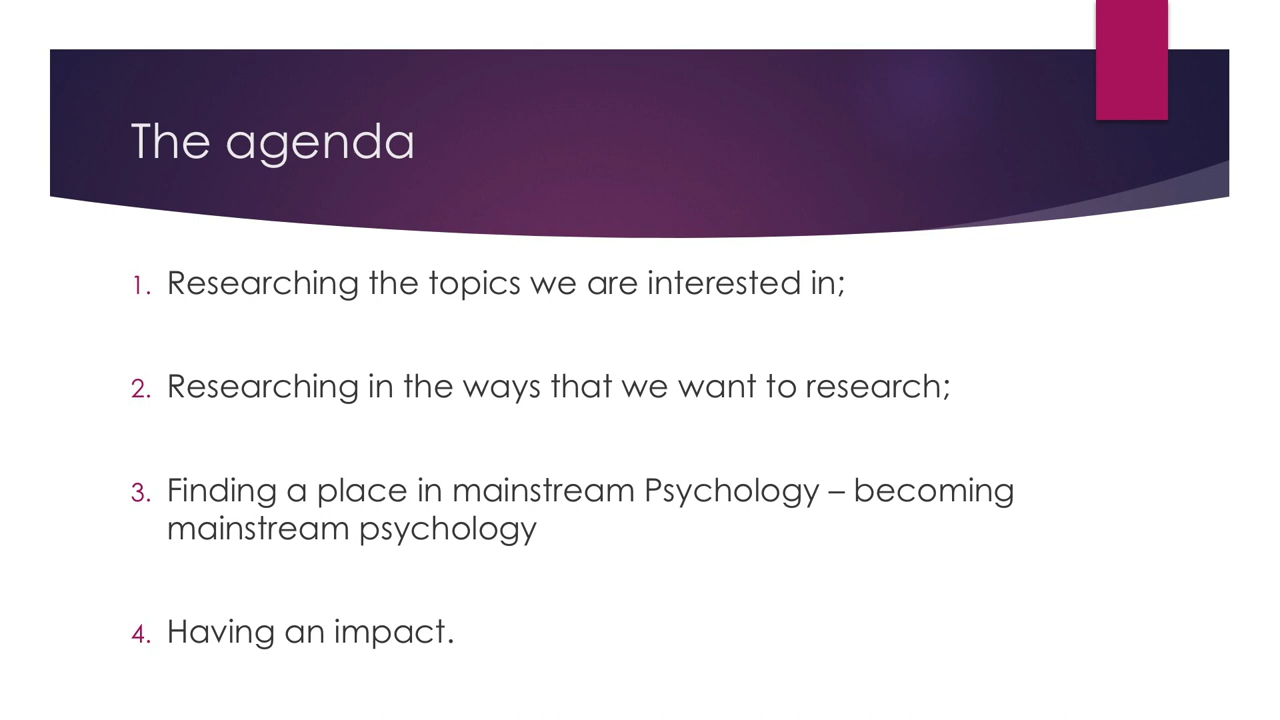 The agenda
1. Researching the topics we are interested in;
2. Researching in the ways that we want to research;
3. Finding a place in mainstream Psychology – becoming
mainstream psychology
4. Having an impact.